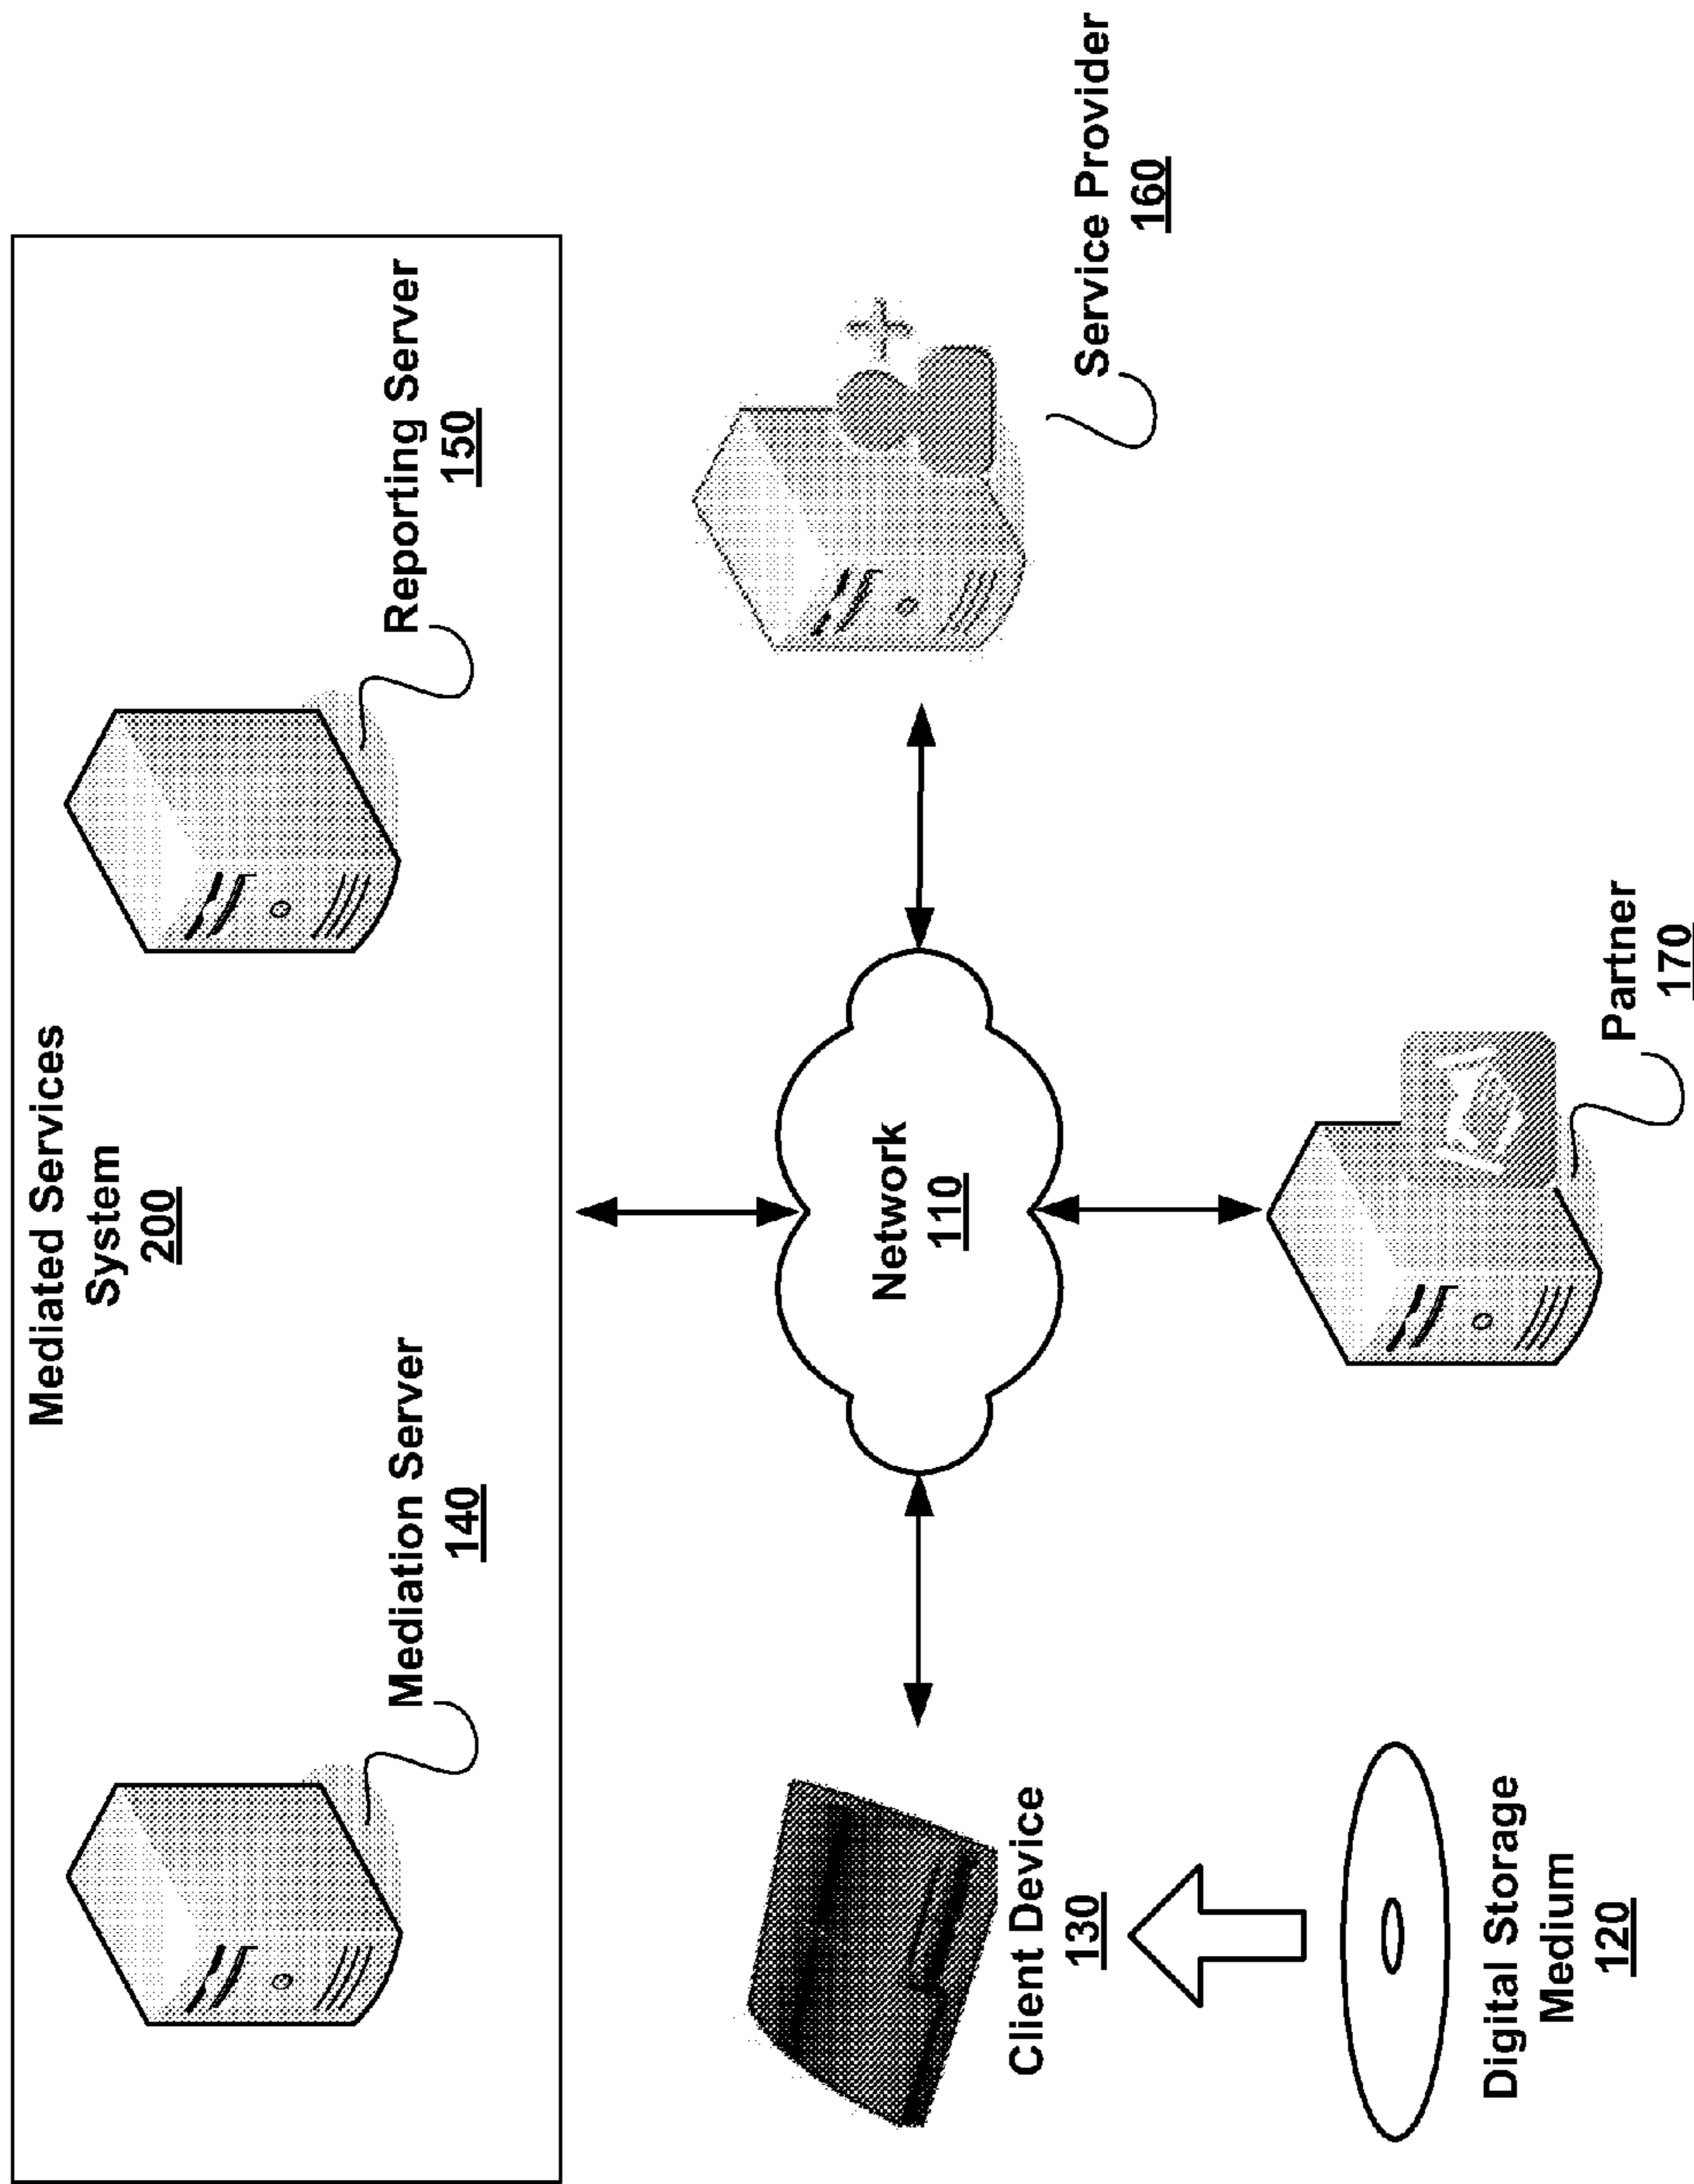 Mediated Services
System
200
Mediation Server
140
Reporting Server
150
Network
110
Client Device
130
Service Provider
160
Digital Storage
Medium
120
Partner
170